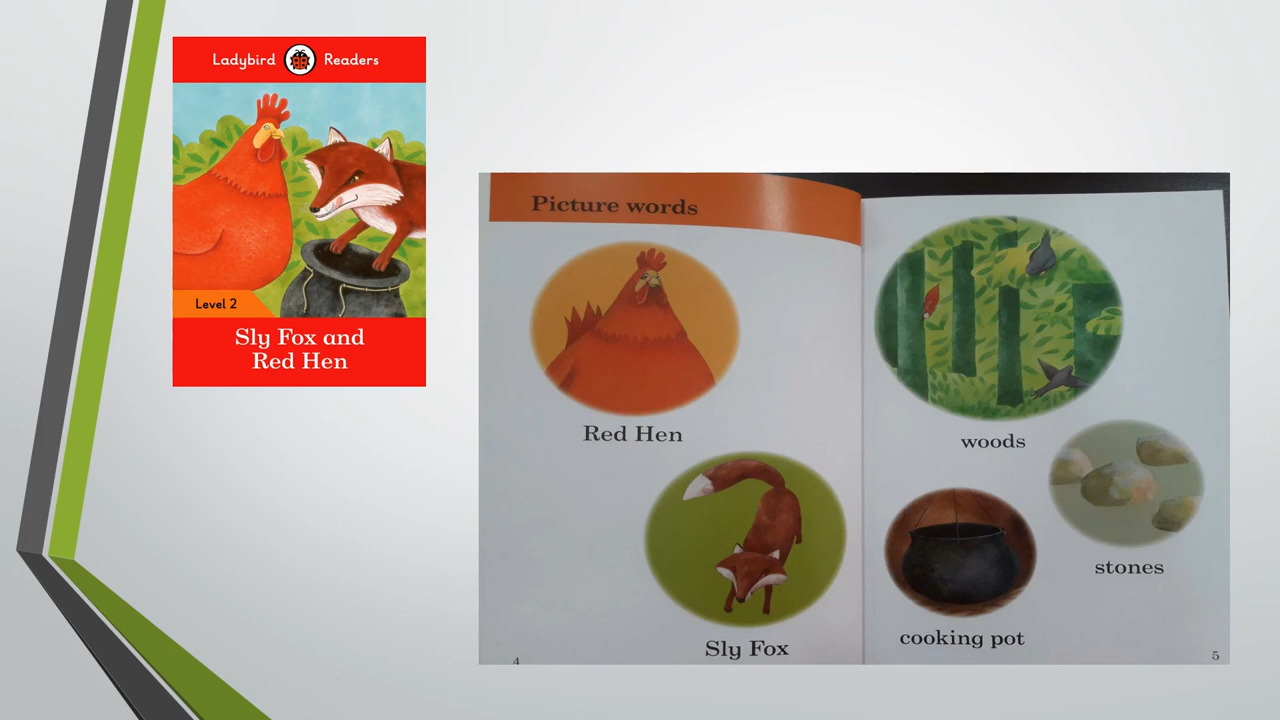 Ladybird Readers
Level 2
Sly Fox and
Red Hen
Picture words
Red Hen
Sly Fox
4
woods
stones
cooking pot
5